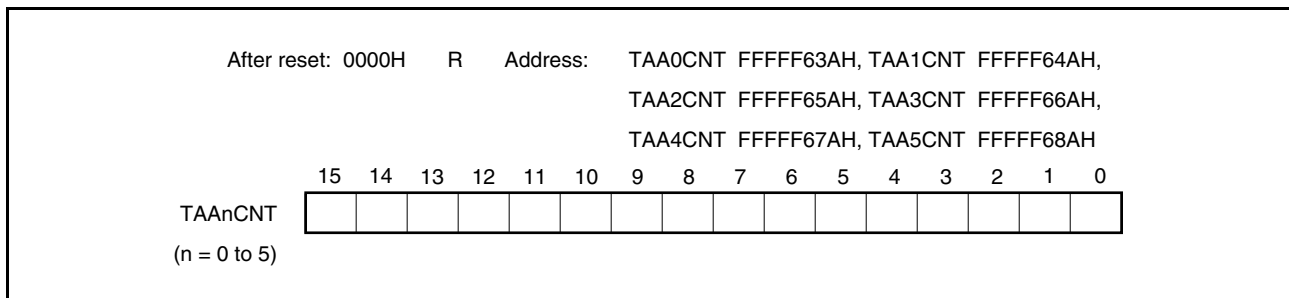 After reset: 0000H R Address: TAA0CNT FFFFF63AH, TAA1CNT FFFFF64AH,
TAA2CNT FFFFF65AH, TAA3CNT FFFFF66AH,
TAA4CNT FFFFF67AH, TAA5CNT FFFFF68AH
15 14 13 12 11 10 9 8 7 6 5 4 3 2 1 0
TAAnCNT
(n = 0 to 5)